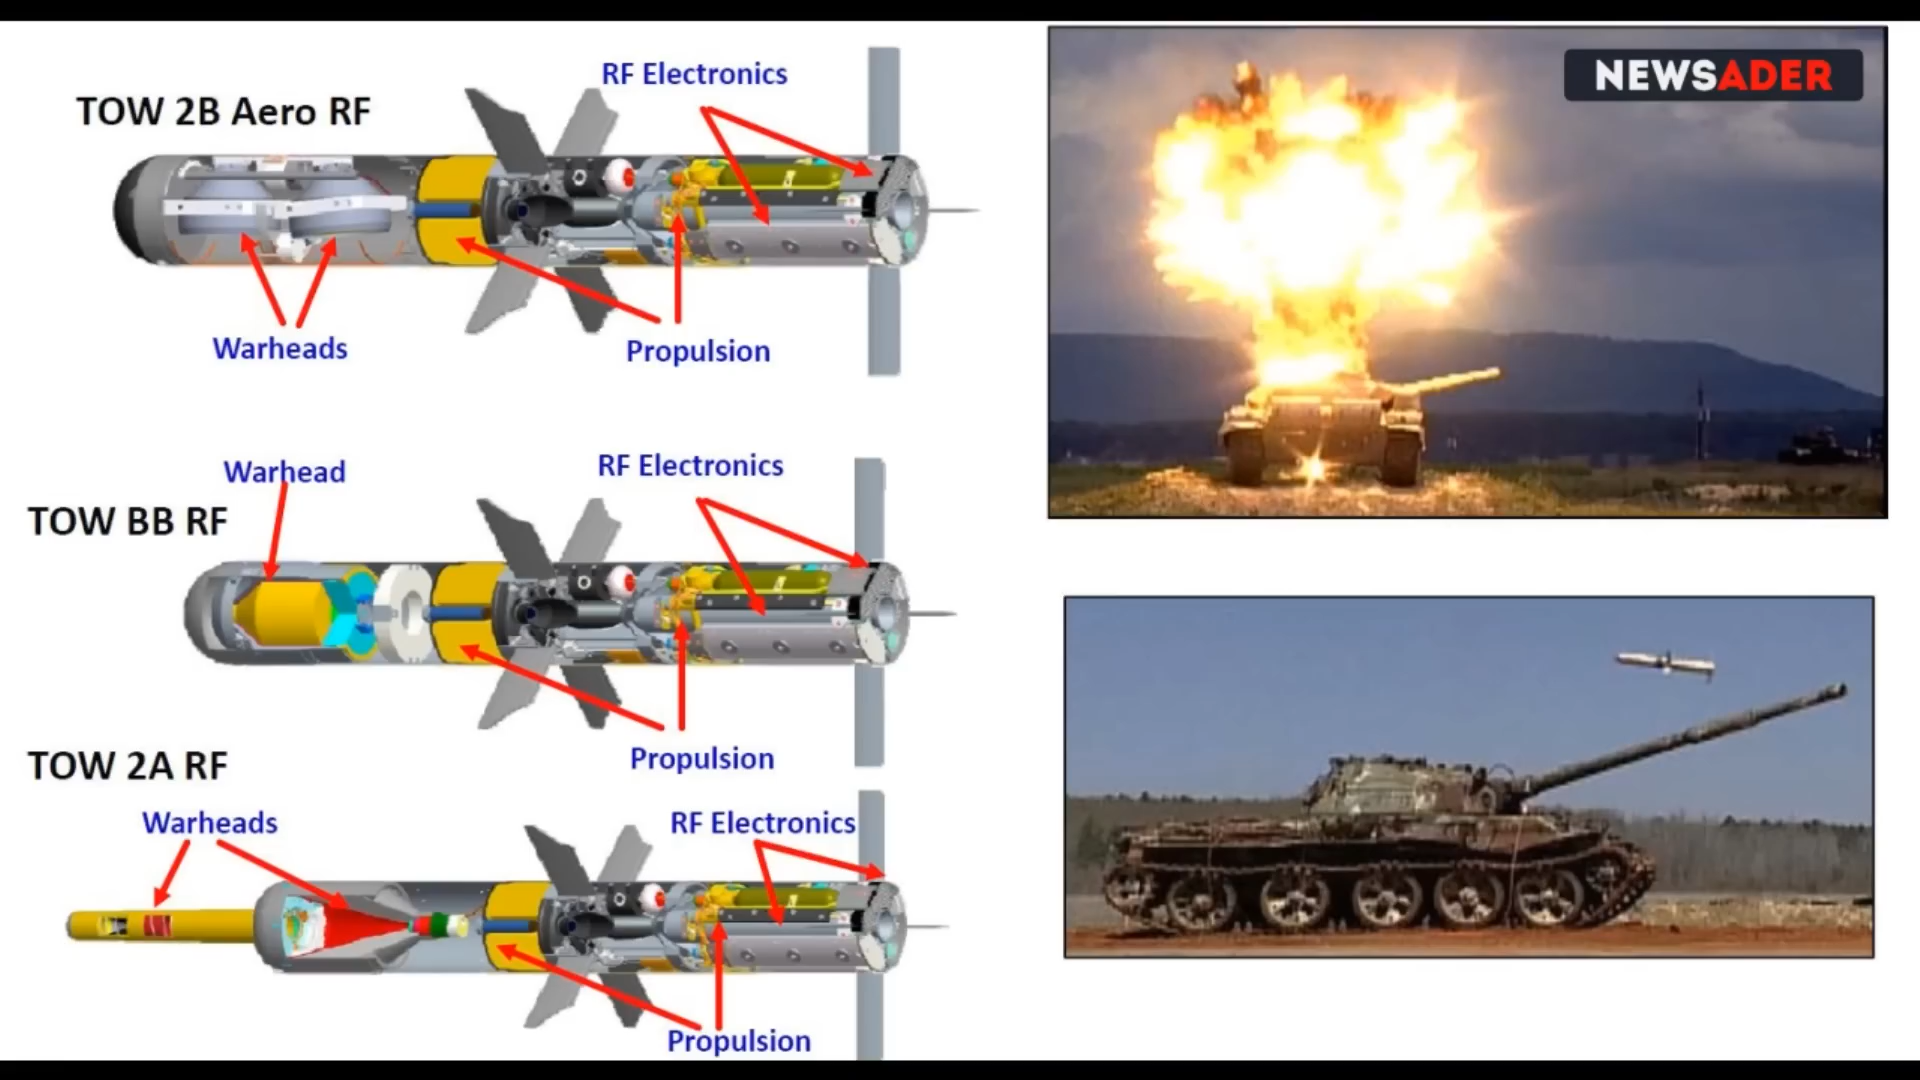 TOW 2B Aero RF
RF Electronics
Warheads
Propulsion
NEWSADER
Warhead
RF Electronics
TOW BB RF
Propulsion
TOW 2A RF
Warheads
RF Electronics
Propulsion